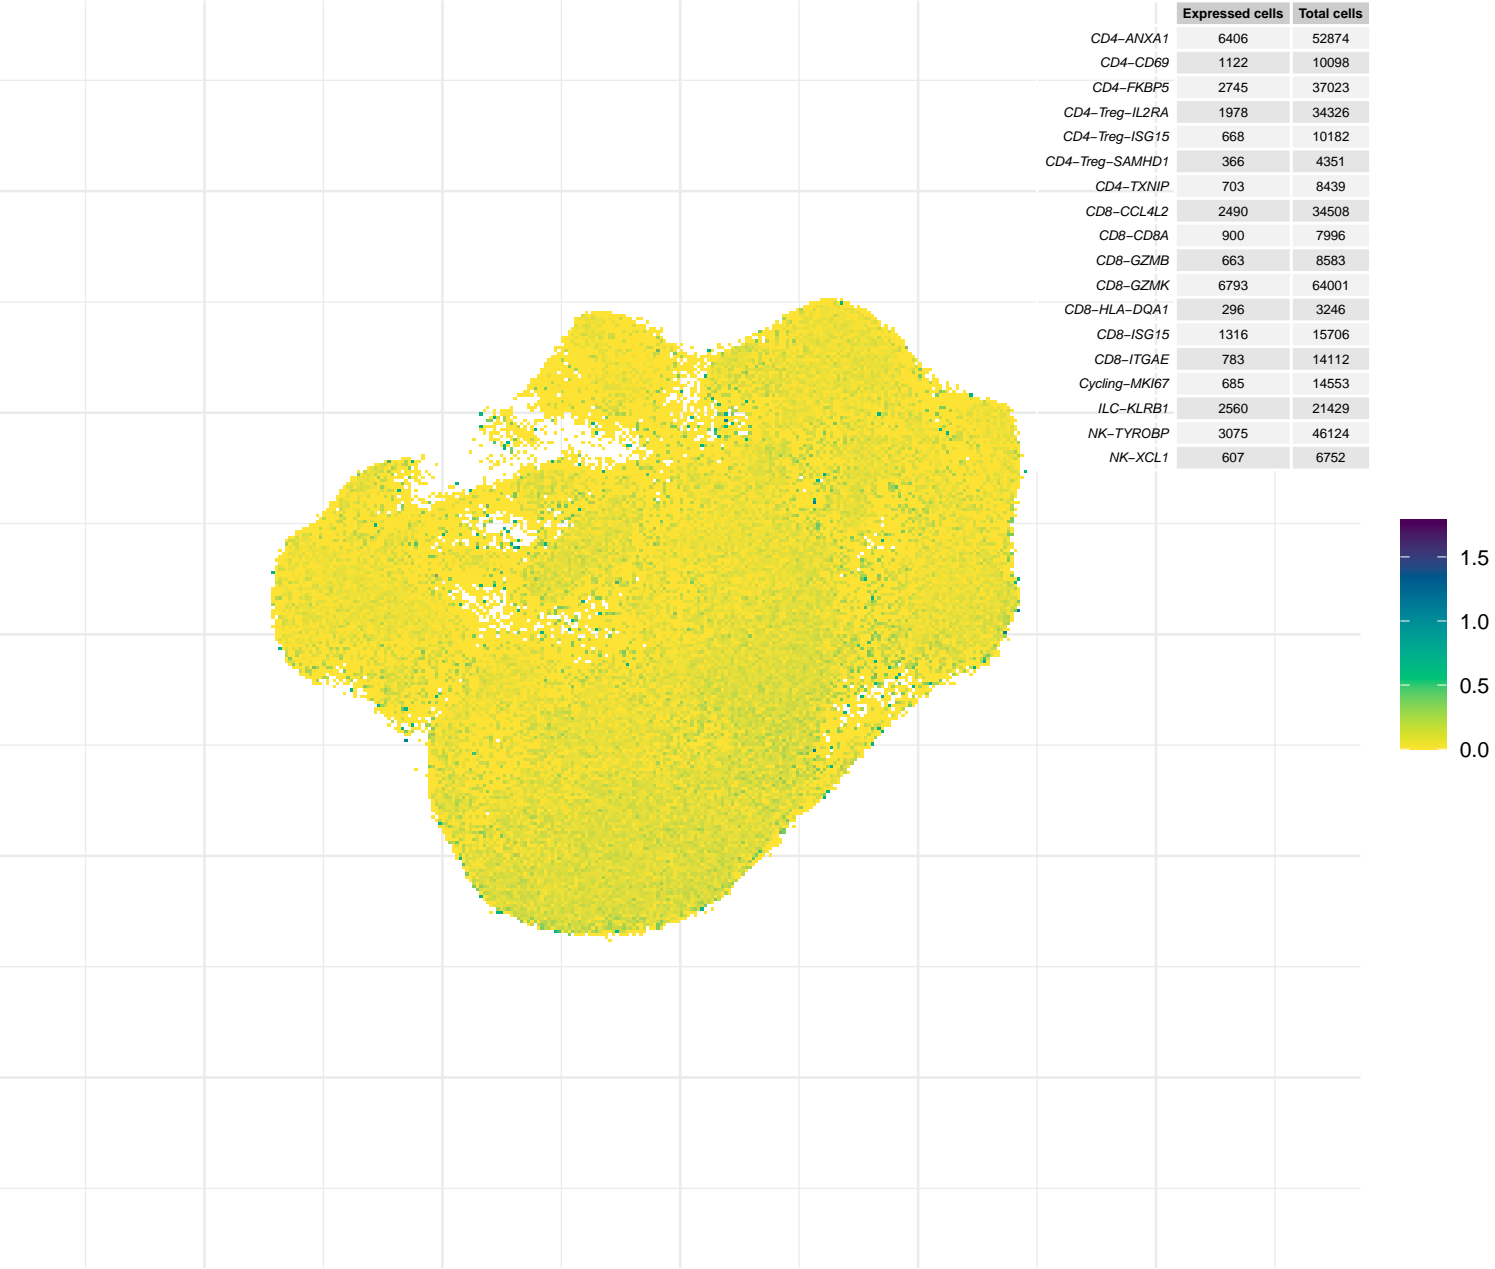 Expressed cells Total cells
CD4−ANXA1 6406 52874
CD4−CD69 1122 10098
CD4−FKBP5 2745 37023
CD4−Treg−IL2RA 1978 34326
CD4−Treg−ISG15 668 10182
CD4−Treg−SAMHD1 366 4351
CD4−TXNIP 703 8439
CD8−CCL4L2 2490 34508
CD8−CD8A 900 7996
CD8−GZMB 663 8583
CD8−GZMK 6793 64001
CD8−HLA−DQA1 296 3246
CD8−ISG15 1316 15706
CD8−ITGAE 783 14112
Cycling−MKI67 685 14553
ILC−KLRB1 2560 21429
NK−TYROBP 3075 46124
NK−XCL1 607 6752
1.5
1.0
0.5
0.0